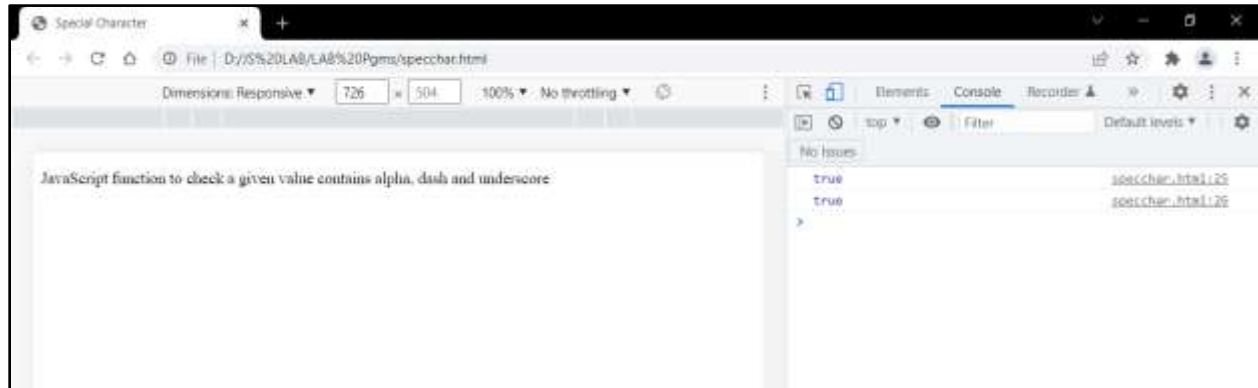 Special Character
File | D://S%20LAB/LAB%20Pgms/specchar.html
Dimensions: Responsive ▼ 726 × 504 100% ▼ No throttling ▼
Elements Console Recorder »
top ▼ Filter Default levels ▼
No Issues
JavaScript function to check a given value contains alpha, dash and underscore
true specchar.html:25
true specchar.html:26
>